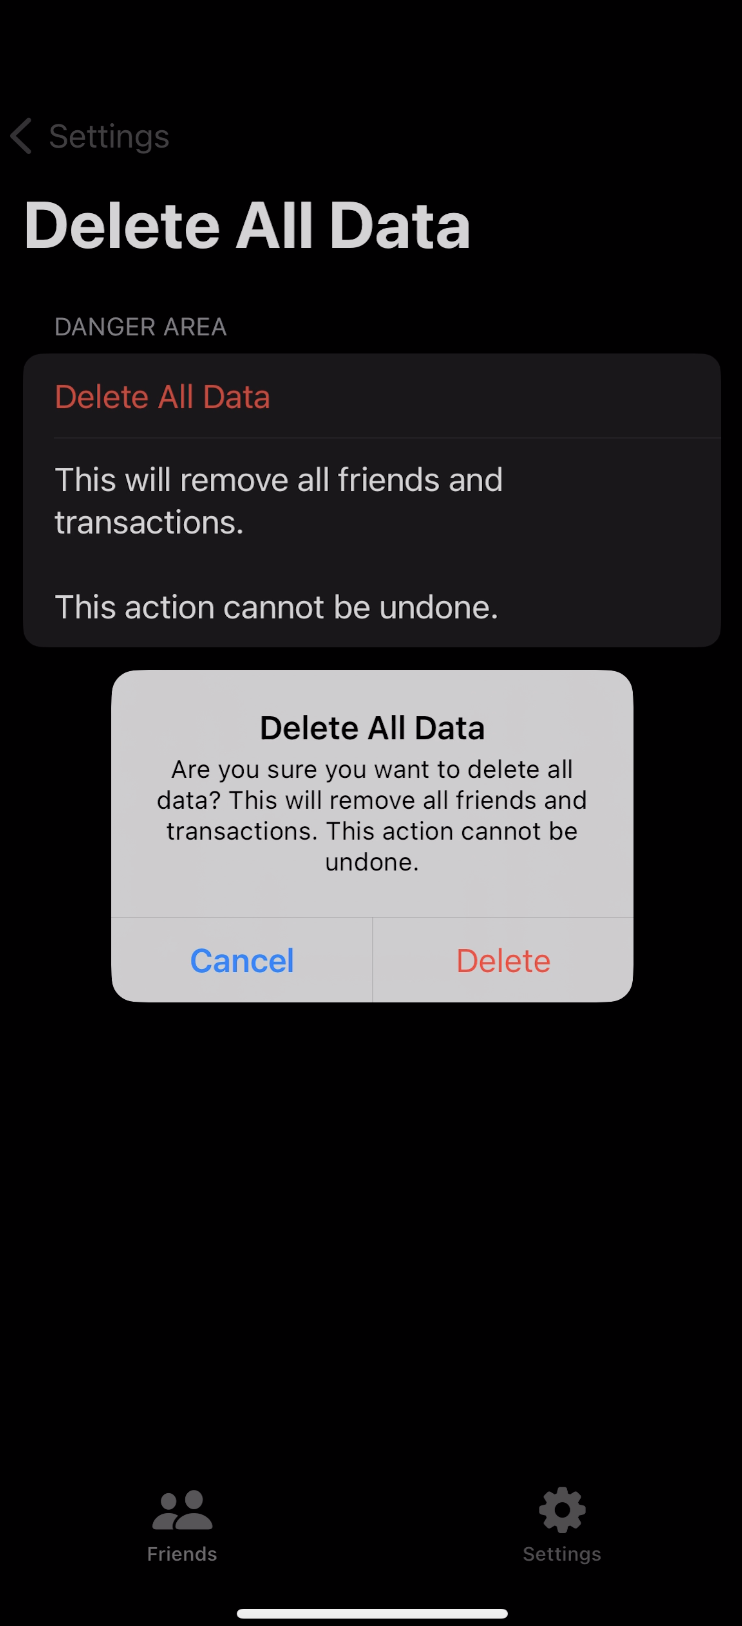 Settings
Delete All Data
DANGER AREA
Delete All Data
This will remove all friends and
transactions.
This action cannot be undone.
Delete All Data
Are you sure you want to delete all
data? This will remove all friends and
transactions. This action cannot be
undone.
Cancel
Delete
Friends
Settings